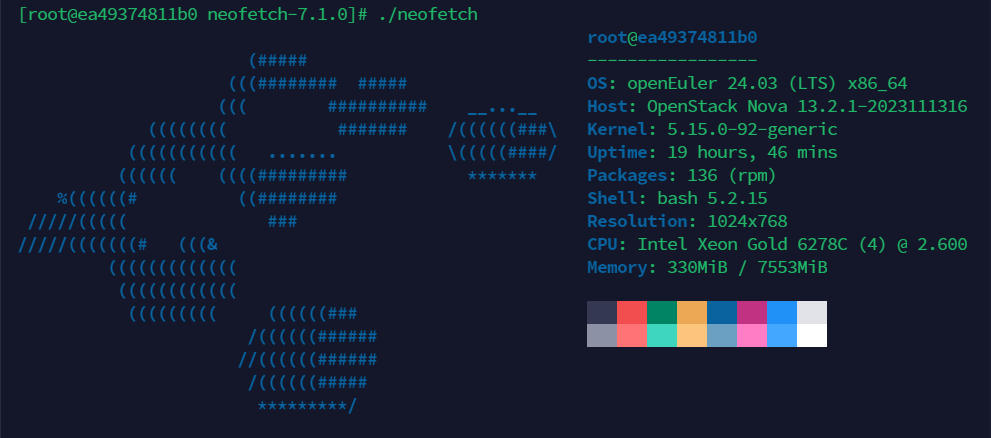 [root@ea49374811b0 neofetch-7.1.0]# ./neofetch
root@ea49374811b0
-----------------
                       (#####
                     (((########  #####
                    (((        ##########    __...__
             ((((((((           #######    /((((((###\
           (((((((((((   .......           \(((((####/
          ((((((    ((((#########            *******
    %((((((#          ((########
 /////(((((              ###
/////(((((((#   (((&
         (((((((((((((
          ((((((((((((
           (((((((((     ((((((###
                       /((((((######
                      //((((((######
                       /((((((#####
                        *********/
OS: openEuler 24.03 (LTS) x86_64
Host: OpenStack Nova 13.2.1-2023111316
Kernel: 5.15.0-92-generic
Uptime: 19 hours, 46 mins
Packages: 136 (rpm)
Shell: bash 5.2.15
Resolution: 1024x768
CPU: Intel Xeon Gold 6278C (4) @ 2.600
Memory: 330MiB / 7553MiB